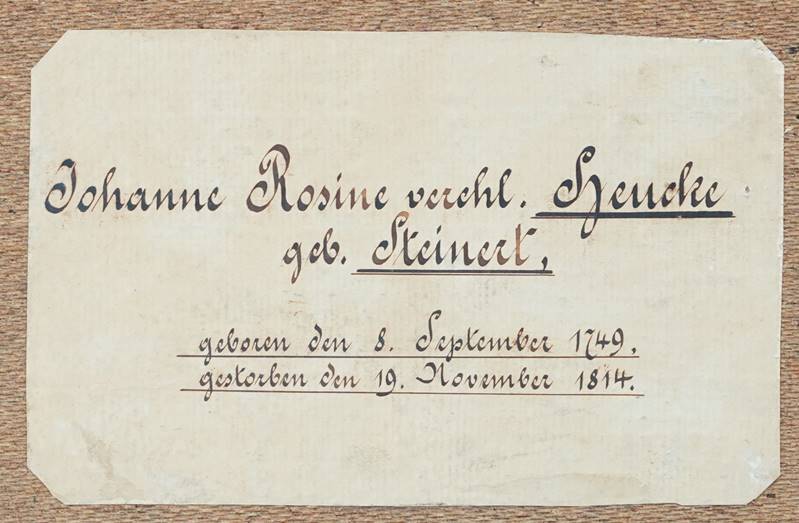 Johanne Rosine verehl. Heucke
geb. Steinert,
geboren den 8. September 1749,
gestorben den 19. November 1814.